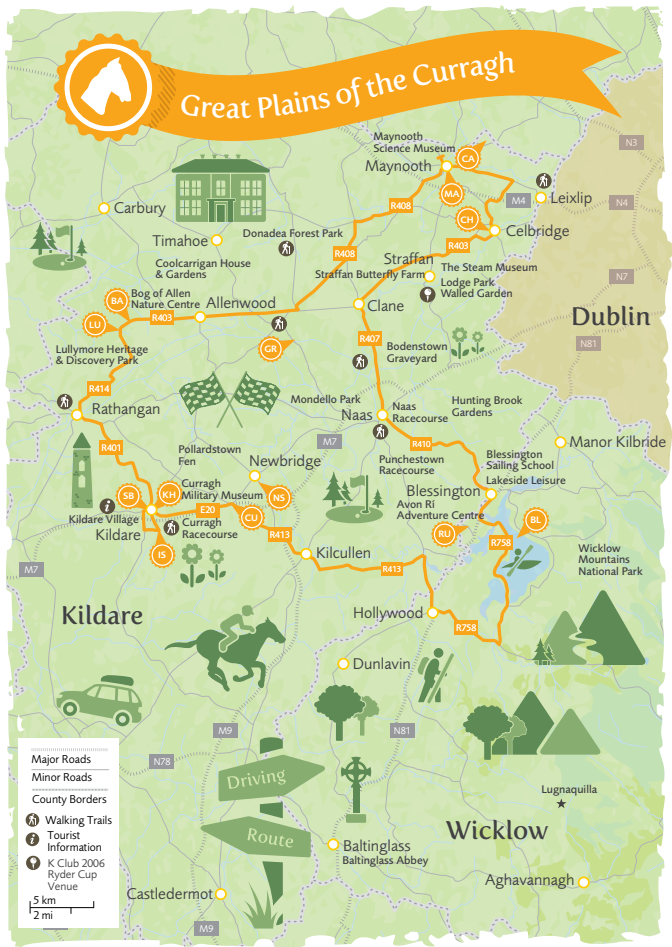 Great Plains of the Curragh
Maynooth
Science Museum
Maynooth
CA
N3
MA
R408
M4
Leixlip
N4
Carbury
CH
Celbridge
Timahoe
Donadea Forest Park
R408
R403
Straffan
Coolcarrigan House
& Gardens
Straffan Butterfly Farm
The Steam Museum
Lodge Park
Walled Garden
N7
BA
Bog of Allen
Nature Centre
Allenwood
Clane
Dublin
LU
R403
GR
R407
N81
Lullymore Heritage
& Discovery Park
Bodenstown
Graveyard
R414
Rathangan
Mondello Park
Naas
Naas
Racecourse
Hunting Brook
Gardens
R401
M7
R410
Manor Kilbride
Pollardstown
Fen
Newbridge
Punchestown
Racecourse
Blessington
Sailing School
Lakeside Leisure
SB
KH
Curragh
Military Museum
NS
Blessington
Avon Ri
Adventure Centre
Kildare Village
E20
CU
BL
Kildare
Curragh
Racecourse
R413
RU
R758
IS
Kilcullen
R413
Wicklow
Mountains
National Park
M7
Kildare
Hollywood
R758
Dunlavin
M9
N81
N78
Major Roads
Minor Roads
County Borders
Walking Trails
Tourist
Information
K Club 2006
Ryder Cup
Venue
5 km
2 mi
Driving
Route
Lugnaquilla
Wicklow
Baltinglass
Baltinglass Abbey
Aghavannagh
Castledermot
M9